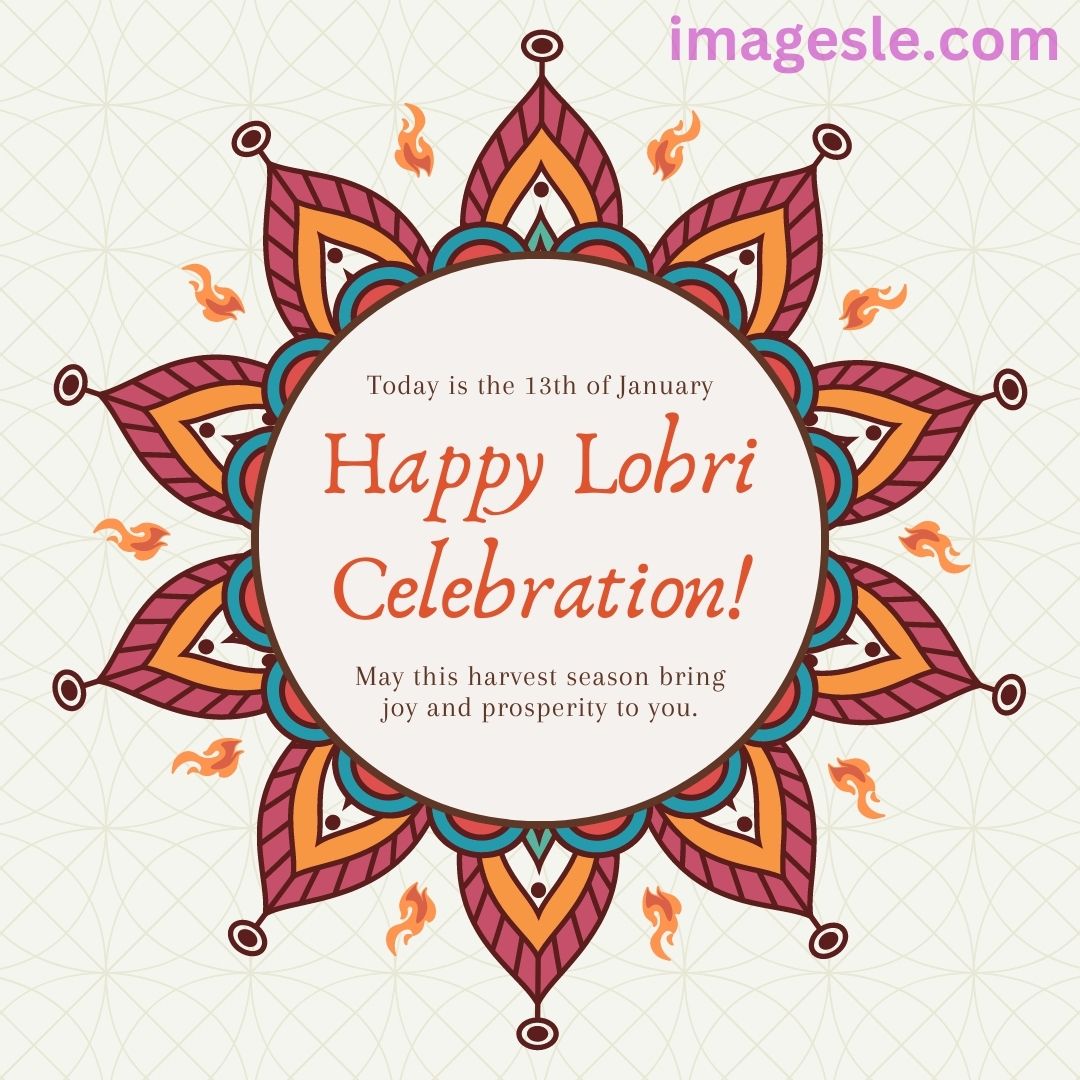 imagesle.com
Today is the 13th of January
Happy Lohri
Celebration!
May this harvest season bring
joy and prosperity to you.